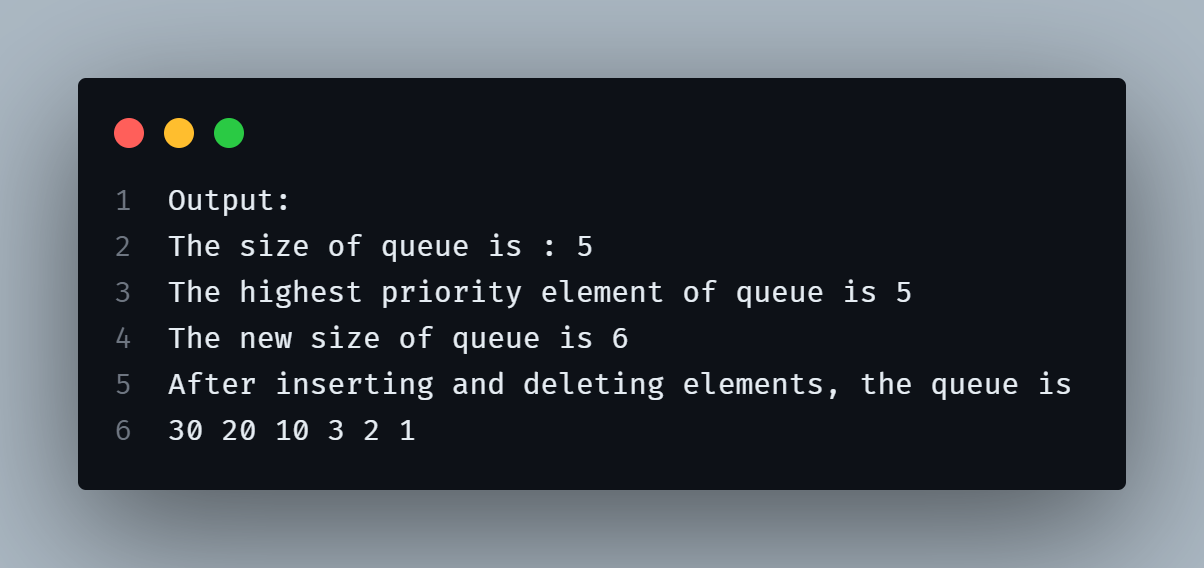 1 Output:
2 The size of queue is : 5
3 The highest priority element of queue is 5
4 The new size of queue is 6
5 After inserting and deleting elements, the queue is
6 30 20 10 3 2 1